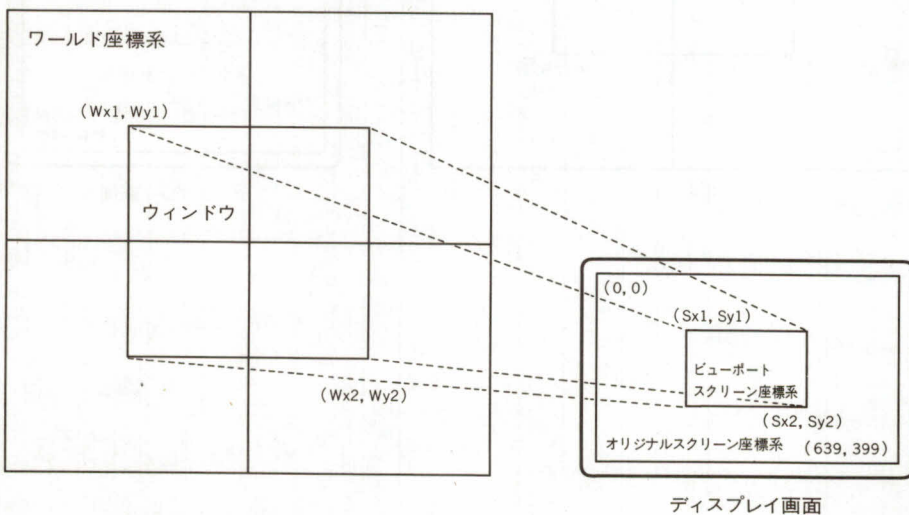 ワールド座標系
(Wx1, Wy1)
ウィンドウ
(Wx2, Wy2)
(0, 0)
(Sx1, Sy1)
ビューポート
スクリーン座標系
(Sx2, Sy2)
オリジナルスクリーン座標系
(639, 399)
ディスプレイ画面